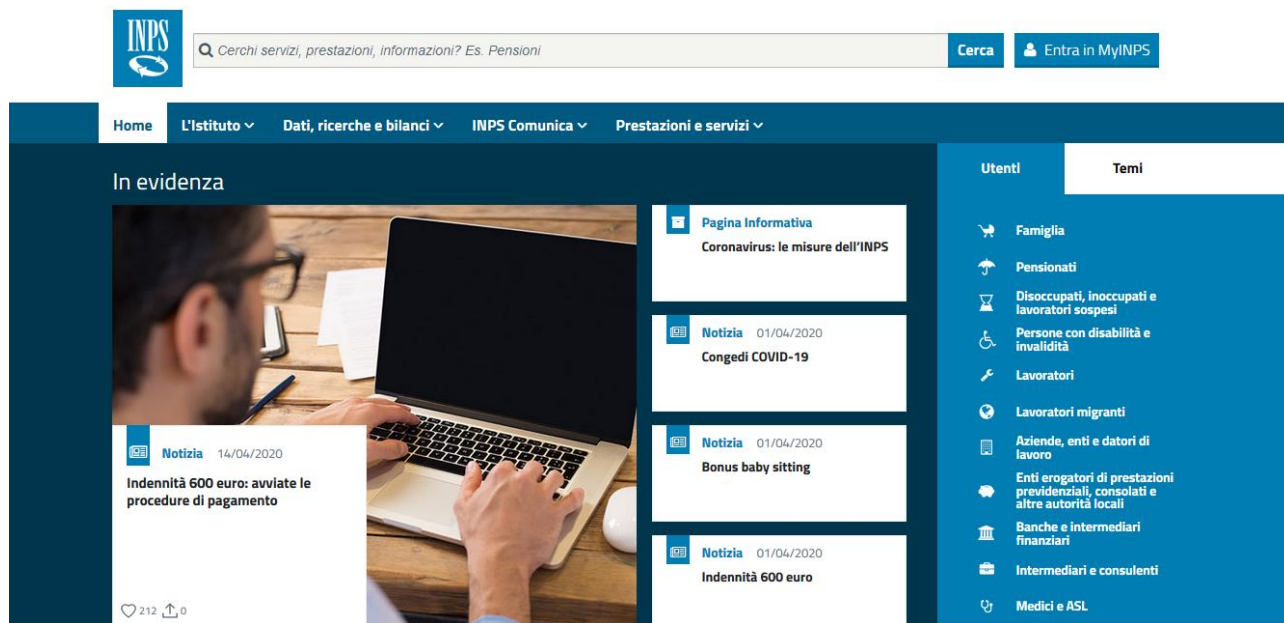 INPS
Cerchi servizi, prestazioni, informazioni? Es. Pensioni
Cerca
Entra in MyINPS
Home
L'Istituto
Dati, ricerche e bilanci
INPS Comunica
Prestazioni e servizi
In evidenza
Notizia 14/04/2020
Indennità 600 euro: avviate le
procedure di pagamento
212
0
Pagina Informativa
Coronavirus: le misure dell'INPS
Notizia 01/04/2020
Congedi COVID-19
Notizia 01/04/2020
Bonus baby sitting
Notizia 01/04/2020
Indennità 600 euro
Utenti
Temi
Famiglia
Pensionati
Disoccupati, inoccupati e
lavoratori sospesi
Persone con disabilità e
invalidità
Lavoratori
Lavoratori migranti
Aziende, enti e datori di
lavoro
Enti erogatori di prestazioni
previdenziali, consolati e
altre autorità locali
Banche e intermediari
finanziari
Intermediari e consulenti
Medici e ASL